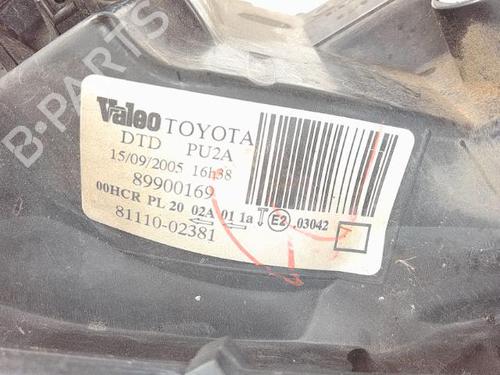 B-PARTS
Valeo TOYOTA
DTD PU2A
15/09/2005 16h38
89900169
00HCR PL 20 02A 01 1a E2 .03042
81110-02381